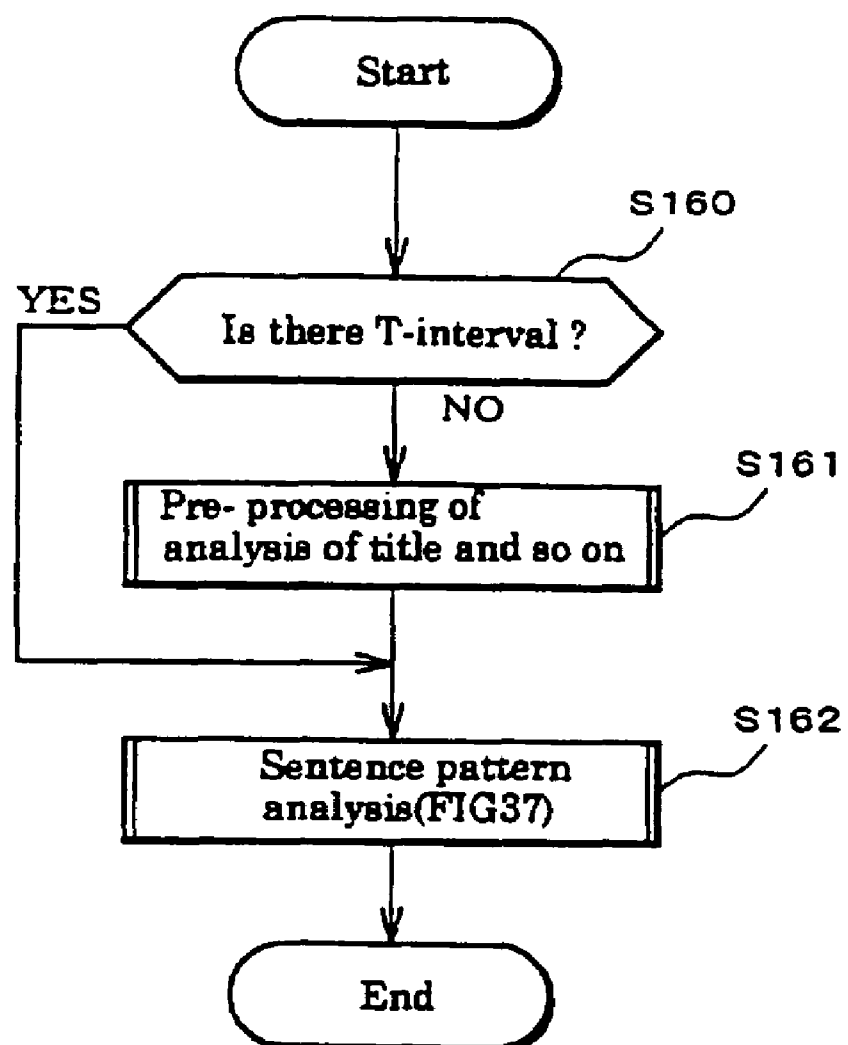 Start
S160
YES
Is there T-interval ?
NO
S161
Pre- processing of
analysis of title and so on
S162
Sentence pattern
analysis(FIG37)
End